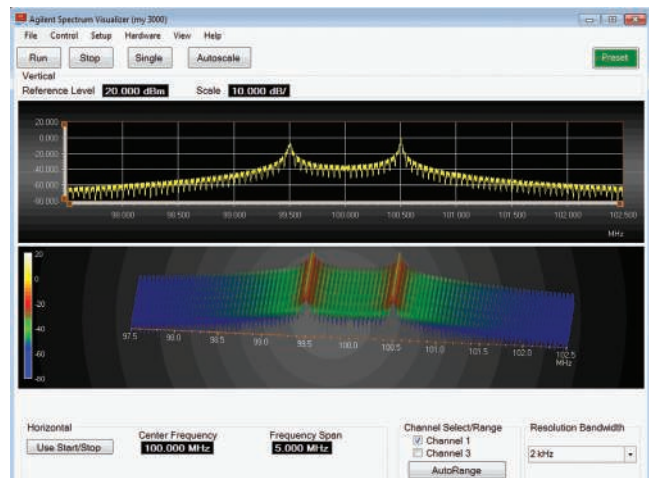 Agilent Spectrum Visualizer (my 3000)
File Control Setup Hardware View Help
Run Stop Single Autoscale Preset
Vertical
Reference Level 20.000 dBm Scale 10.000 dB/
20.000
0.000
-20.000
-40.000
-60.000
-80.000
98.000 98.500 99.000 99.500 100.000 100.500 101.000 101.500 102.000 102.500
MHz
20
0
-20
-40
-60
-80
97.5 98.0 98.5 99.0 99.5 100.0 100.5 101.0 101.5 102.0 102.5
MHz
Horizontal
Use Start/Stop
Center Frequency
100.000 MHz
Frequency Span
5.000 MHz
Channel Select/Range
Channel 1
Channel 3
AutoRange
Resolution Bandwidth
2 kHz